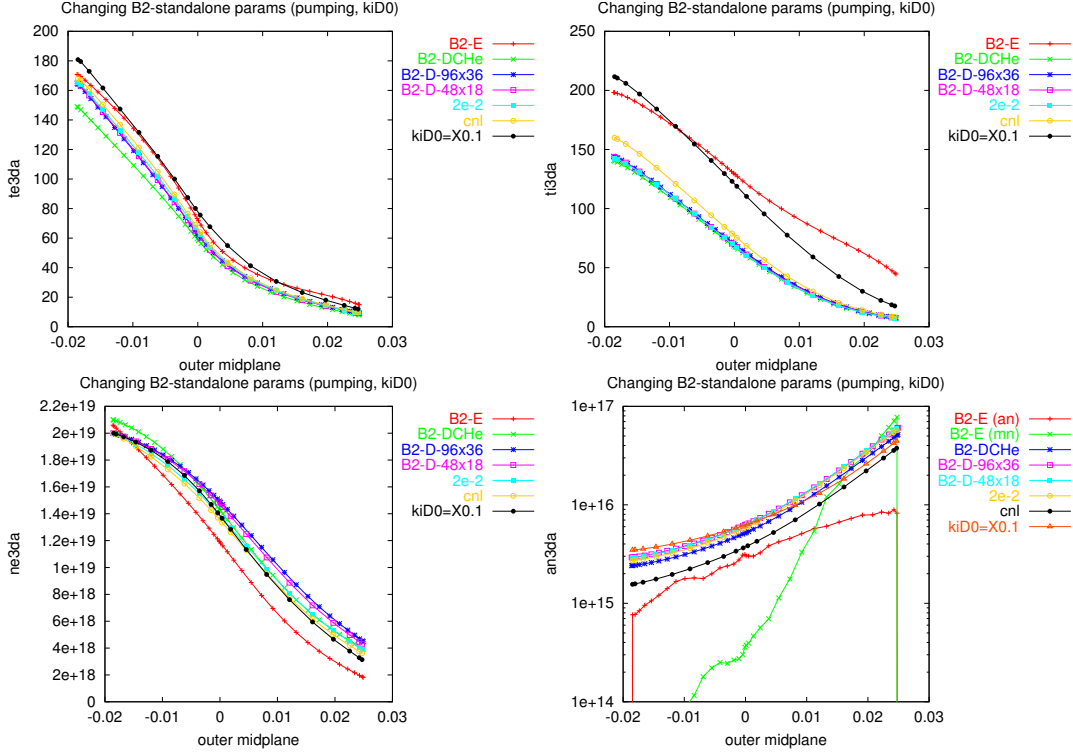 Changing B2-standalone params (pumping, kiD0)
te3da
200
180
160
140
120
100
80
60
40
20
0
-0.02 -0.01 0 0.01 0.02 0.03
outer midplane
B2-E
B2-DCHe
B2-D-96x36
B2-D-48x18
2e-2
cnl
kiD0=X0.1
Changing B2-standalone params (pumping, kiD0)
ti3da
250
200
150
100
50
0
-0.02 -0.01 0 0.01 0.02 0.03
outer midplane
B2-E
B2-DCHe
B2-D-96x36
B2-D-48x18
2e-2
cnl
kiD0=X0.1
Changing B2-standalone params (pumping, kiD0)
ne3da
2.2e+19
2e+19
1.8e+19
1.6e+19
1.4e+19
1.2e+19
1e+19
8e+18
6e+18
4e+18
2e+18
0
-0.02 -0.01 0 0.01 0.02 0.03
outer midplane
B2-E
B2-DCHe
B2-D-96x36
B2-D-48x18
2e-2
cnl
kiD0=X0.1
Changing B2-standalone params (pumping, kiD0)
an3da
1e+17
1e+16
1e+15
1e+14
-0.02 -0.01 0 0.01 0.02 0.03
outer midplane
B2-E (an)
B2-E (mn)
B2-DCHe
B2-D-96x36
B2-D-48x18
2e-2
cnl
kiD0=X0.1